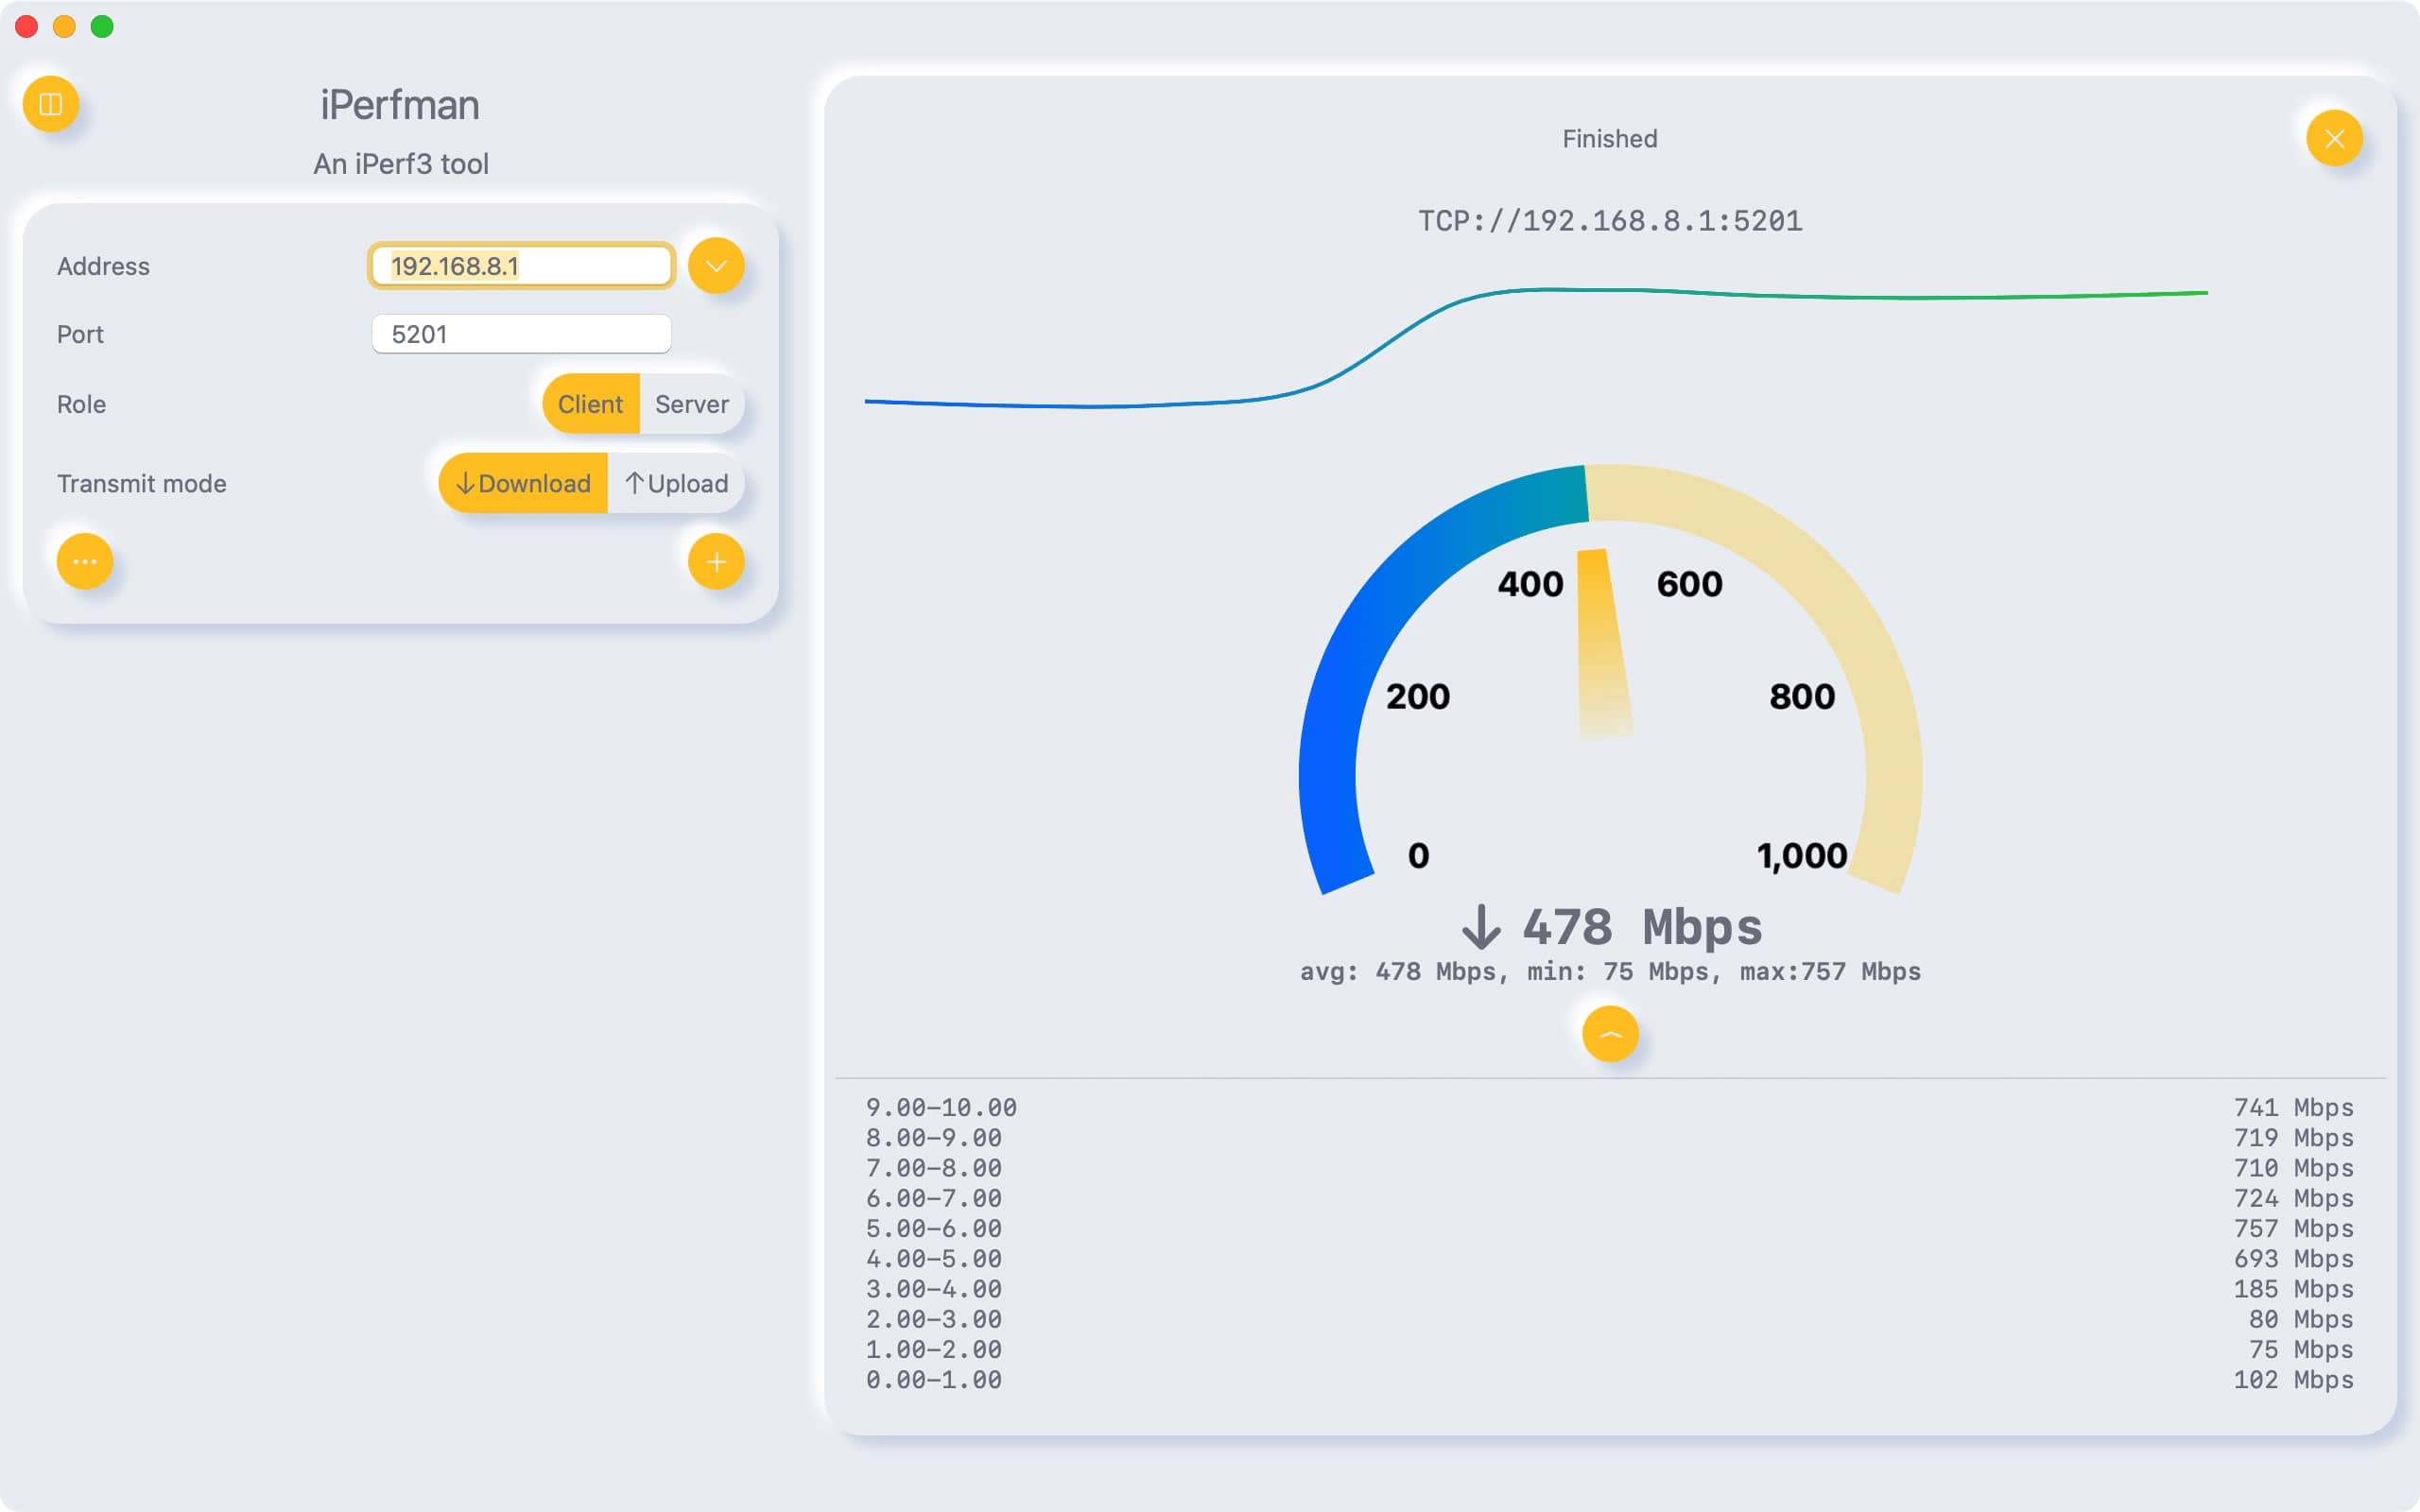 iPerfman
An iPerf3 tool
Address 192.168.8.1
Port 5201
Role Client Server
Transmit mode ↓Download ↑Upload
Finished
TCP://192.168.8.1:5201
400 600
200 800
0 1,000
↓ 478 Mbps
avg: 478 Mbps, min: 75 Mbps, max:757 Mbps
9.00-10.00 741 Mbps
8.00-9.00 719 Mbps
7.00-8.00 710 Mbps
6.00-7.00 724 Mbps
5.00-6.00 757 Mbps
4.00-5.00 693 Mbps
3.00-4.00 185 Mbps
2.00-3.00 80 Mbps
1.00-2.00 75 Mbps
0.00-1.00 102 Mbps